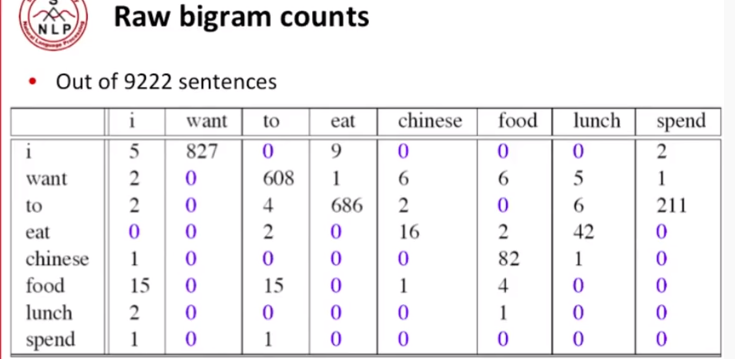 NLP
Raw bigram counts
• Out of 9222 sentences
i want to eat chinese food lunch spend
i 5 827 0 9 0 0 0 2
want 2 0 608 1 6 6 5 1
to 2 0 4 686 2 0 6 211
eat 0 0 2 0 16 2 42 0
chinese 1 0 0 0 0 82 1 0
food 15 0 15 0 1 4 0 0
lunch 2 0 0 0 0 1 0 0
spend 1 0 1 0 0 0 0 0